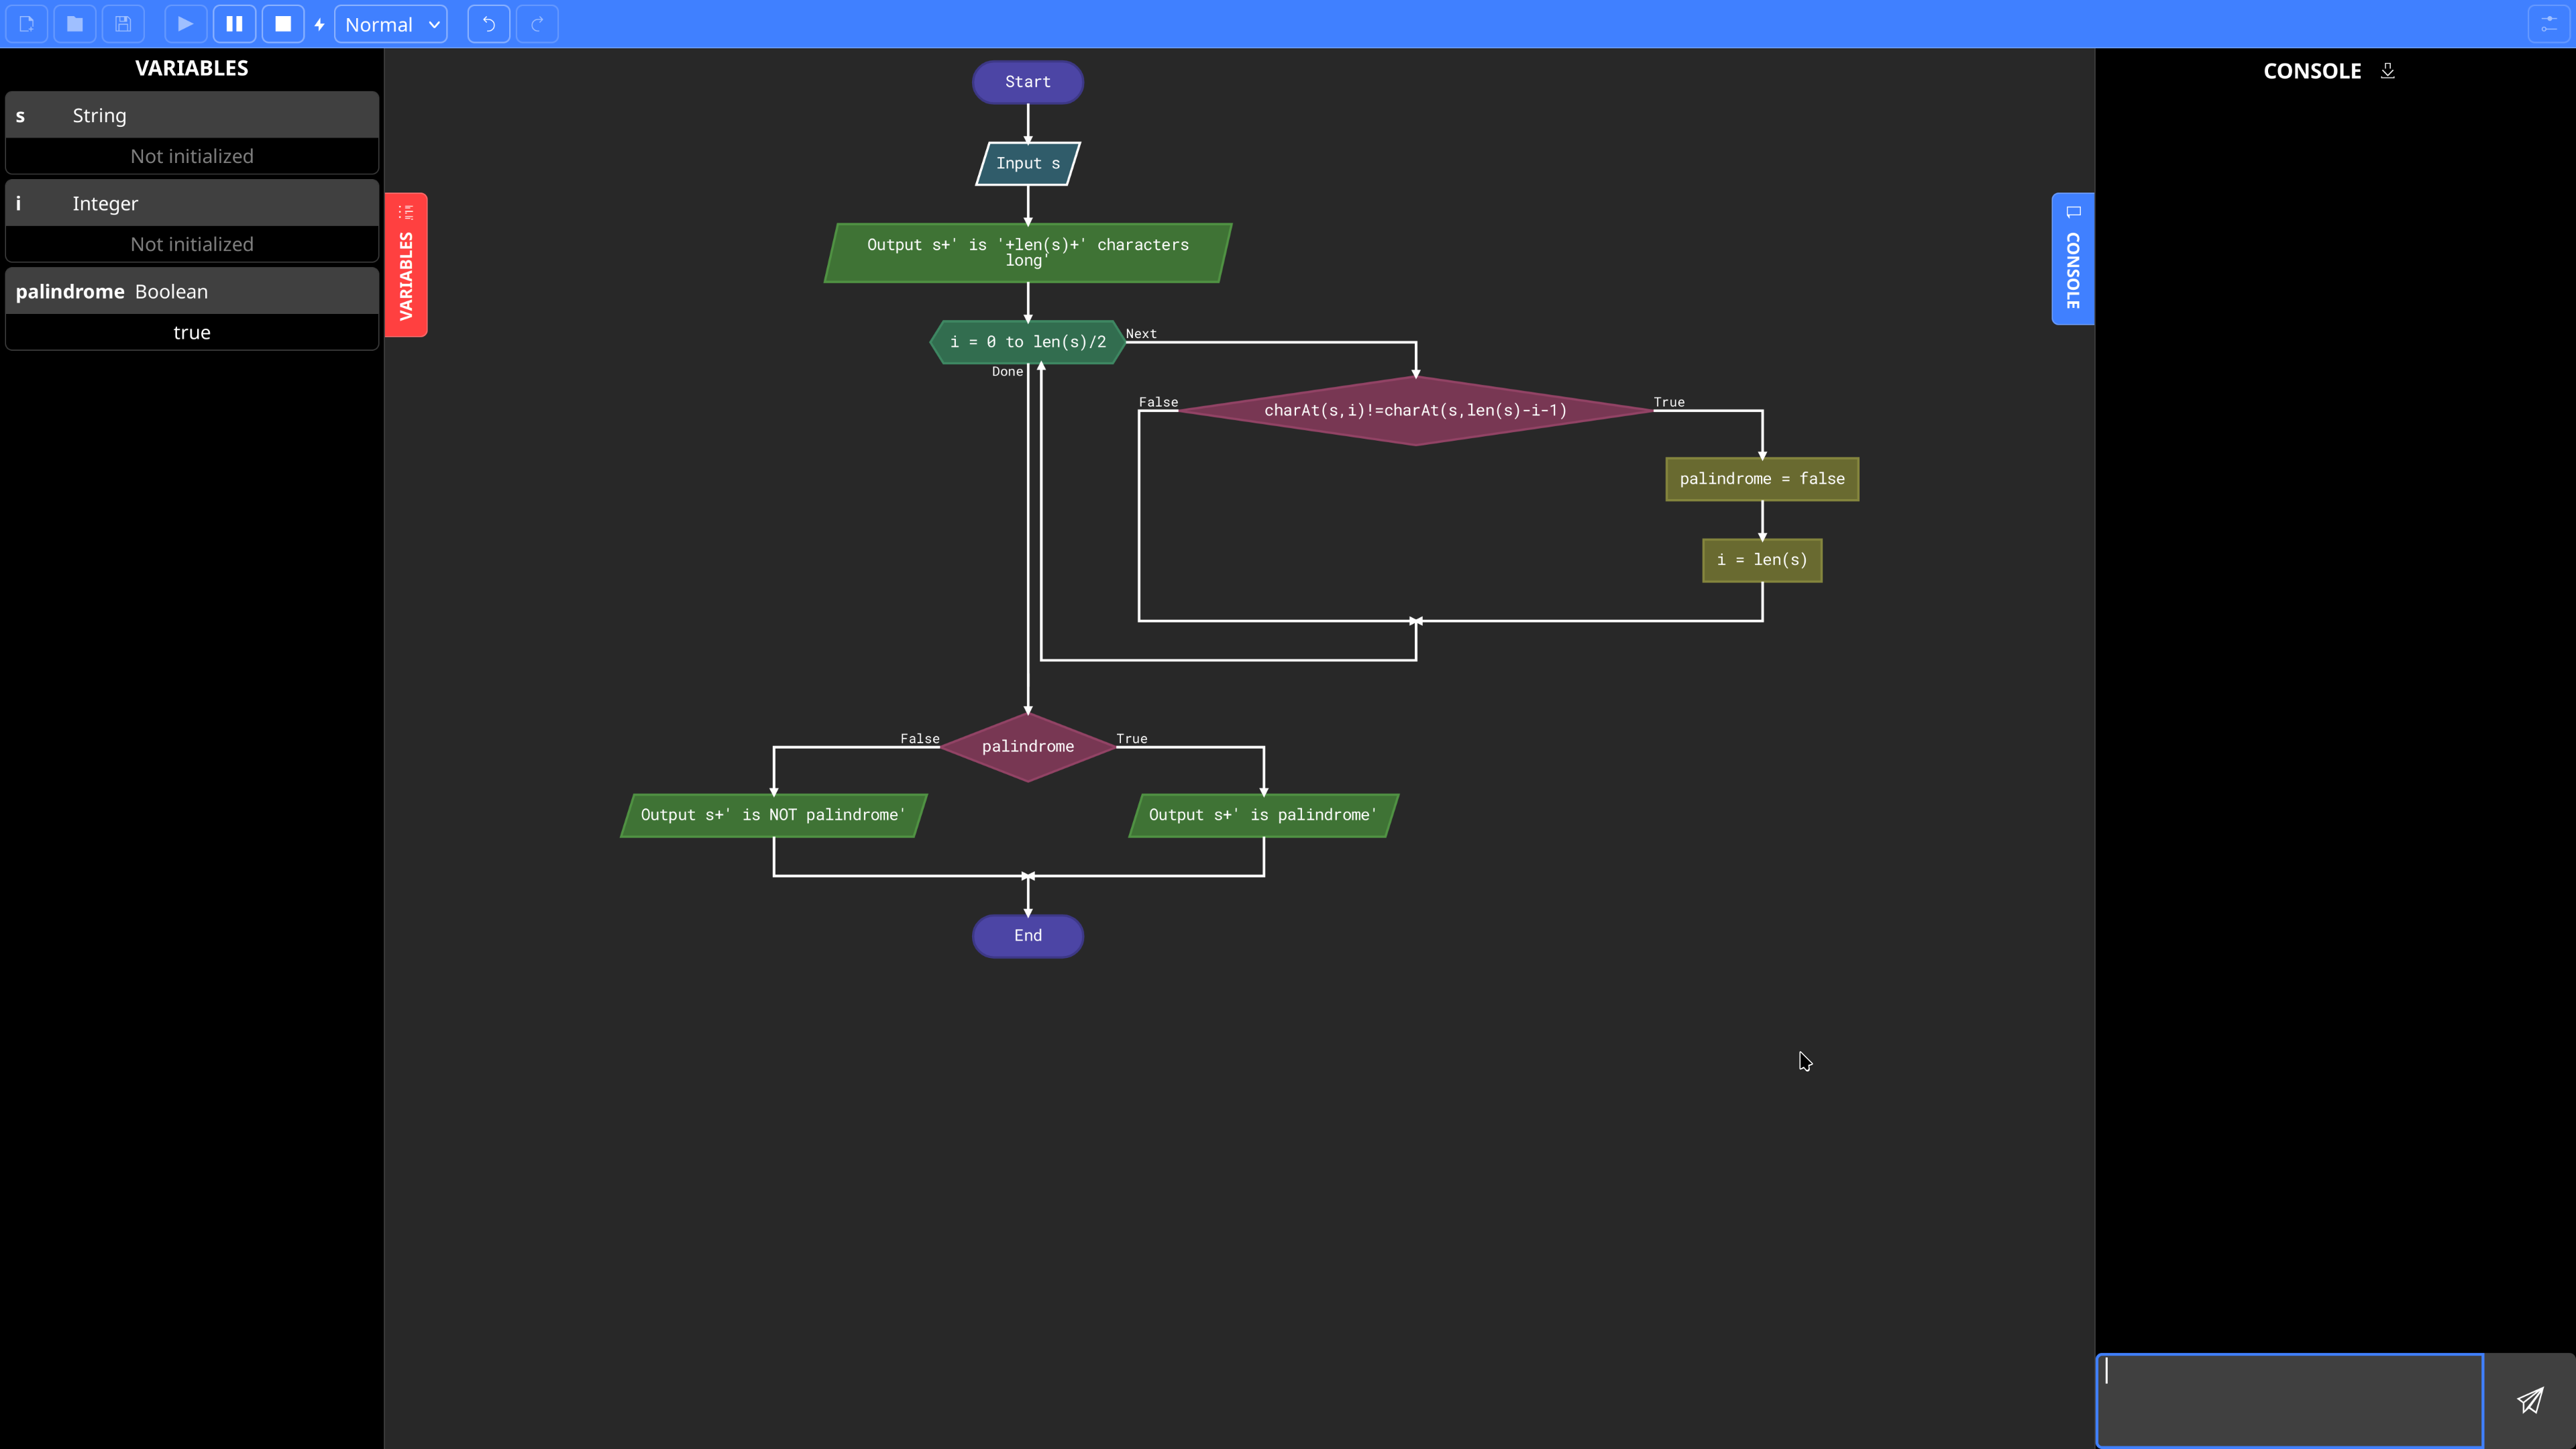 Normal
VARIABLES
s String
Not initialized
i Integer
Not initialized
palindrome Boolean
true
VARIABLES
Start
Input s
Output s+' is '+len(s)+' characters
long'
i = 0 to len(s)/2
Next
Done
False
charAt(s,i)!=charAt(s,len(s)-i-1)
True
palindrome = false
i = len(s)
False
palindrome
True
Output s+' is NOT palindrome'
Output s+' is palindrome'
End
CONSOLE
CONSOLE